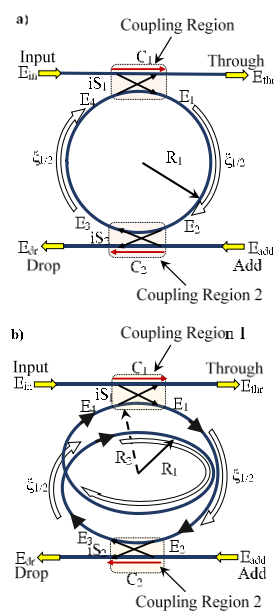 a)
Coupling Region
Input
C1
Through
Ein
Ethr
iS1
E4
E1
R1
ξ1/2
ξ1/2
E3
E2
iS2
Edr
Eadd
Drop
C2
Add
Coupling Region 2
b)
Coupling Region 1
Input
C1
Through
Ein
Ethr
iS1
E4
E1
R2
R1
ξ1/2
ξ1/2
E3
E2
iS2
Edr
Eadd
Drop
C2
Add
Coupling Region 2